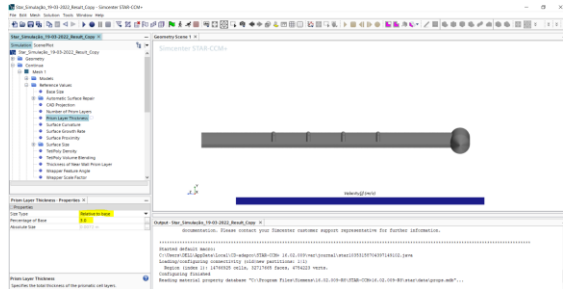 Star_Simulação_19-03-2022_Result_Copy - Simcenter STAR-CCM+
File Edit Mesh Solution Tools Window Help
Star_Simulação_19-03-2022_Result_Copy
Simulation Scene/Plot
Star_Simulação_19-03-2022_Result_Copy
Geometry
Continua
Mesh 1
Models
Reference Values
Base Size
Automatic Surface Repair
CAD Projection
Number of Prism Layers
Prism Layer Thickness
Surface Curvature
Surface Growth Rate
Surface Proximity
Surface Size
Tet/Poly Density
Tet/Poly Volume Blending
Thickness of Near Wall Prism Layer
Wrapper Feature Angle
Wrapper Scale Factor
Prism Layer Thickness - Properties
Properties
Size Type Relative to base
Percentage of Base
Absolute Size
Prism Layer Thickness
Specifies the total thickness of the prismatic cell layers
Geometry Scene 1
Simcenter STAR-CCM+
Velocity[i] (m/s)
Output - Star_Simulação_19-03-2022_Result_Copy
documentation. Please contact your Simcenter customer support representative for further information.
Started default macro:
Loading/configuring connectivity (old|new partitions: 1|1)
Configuring finished